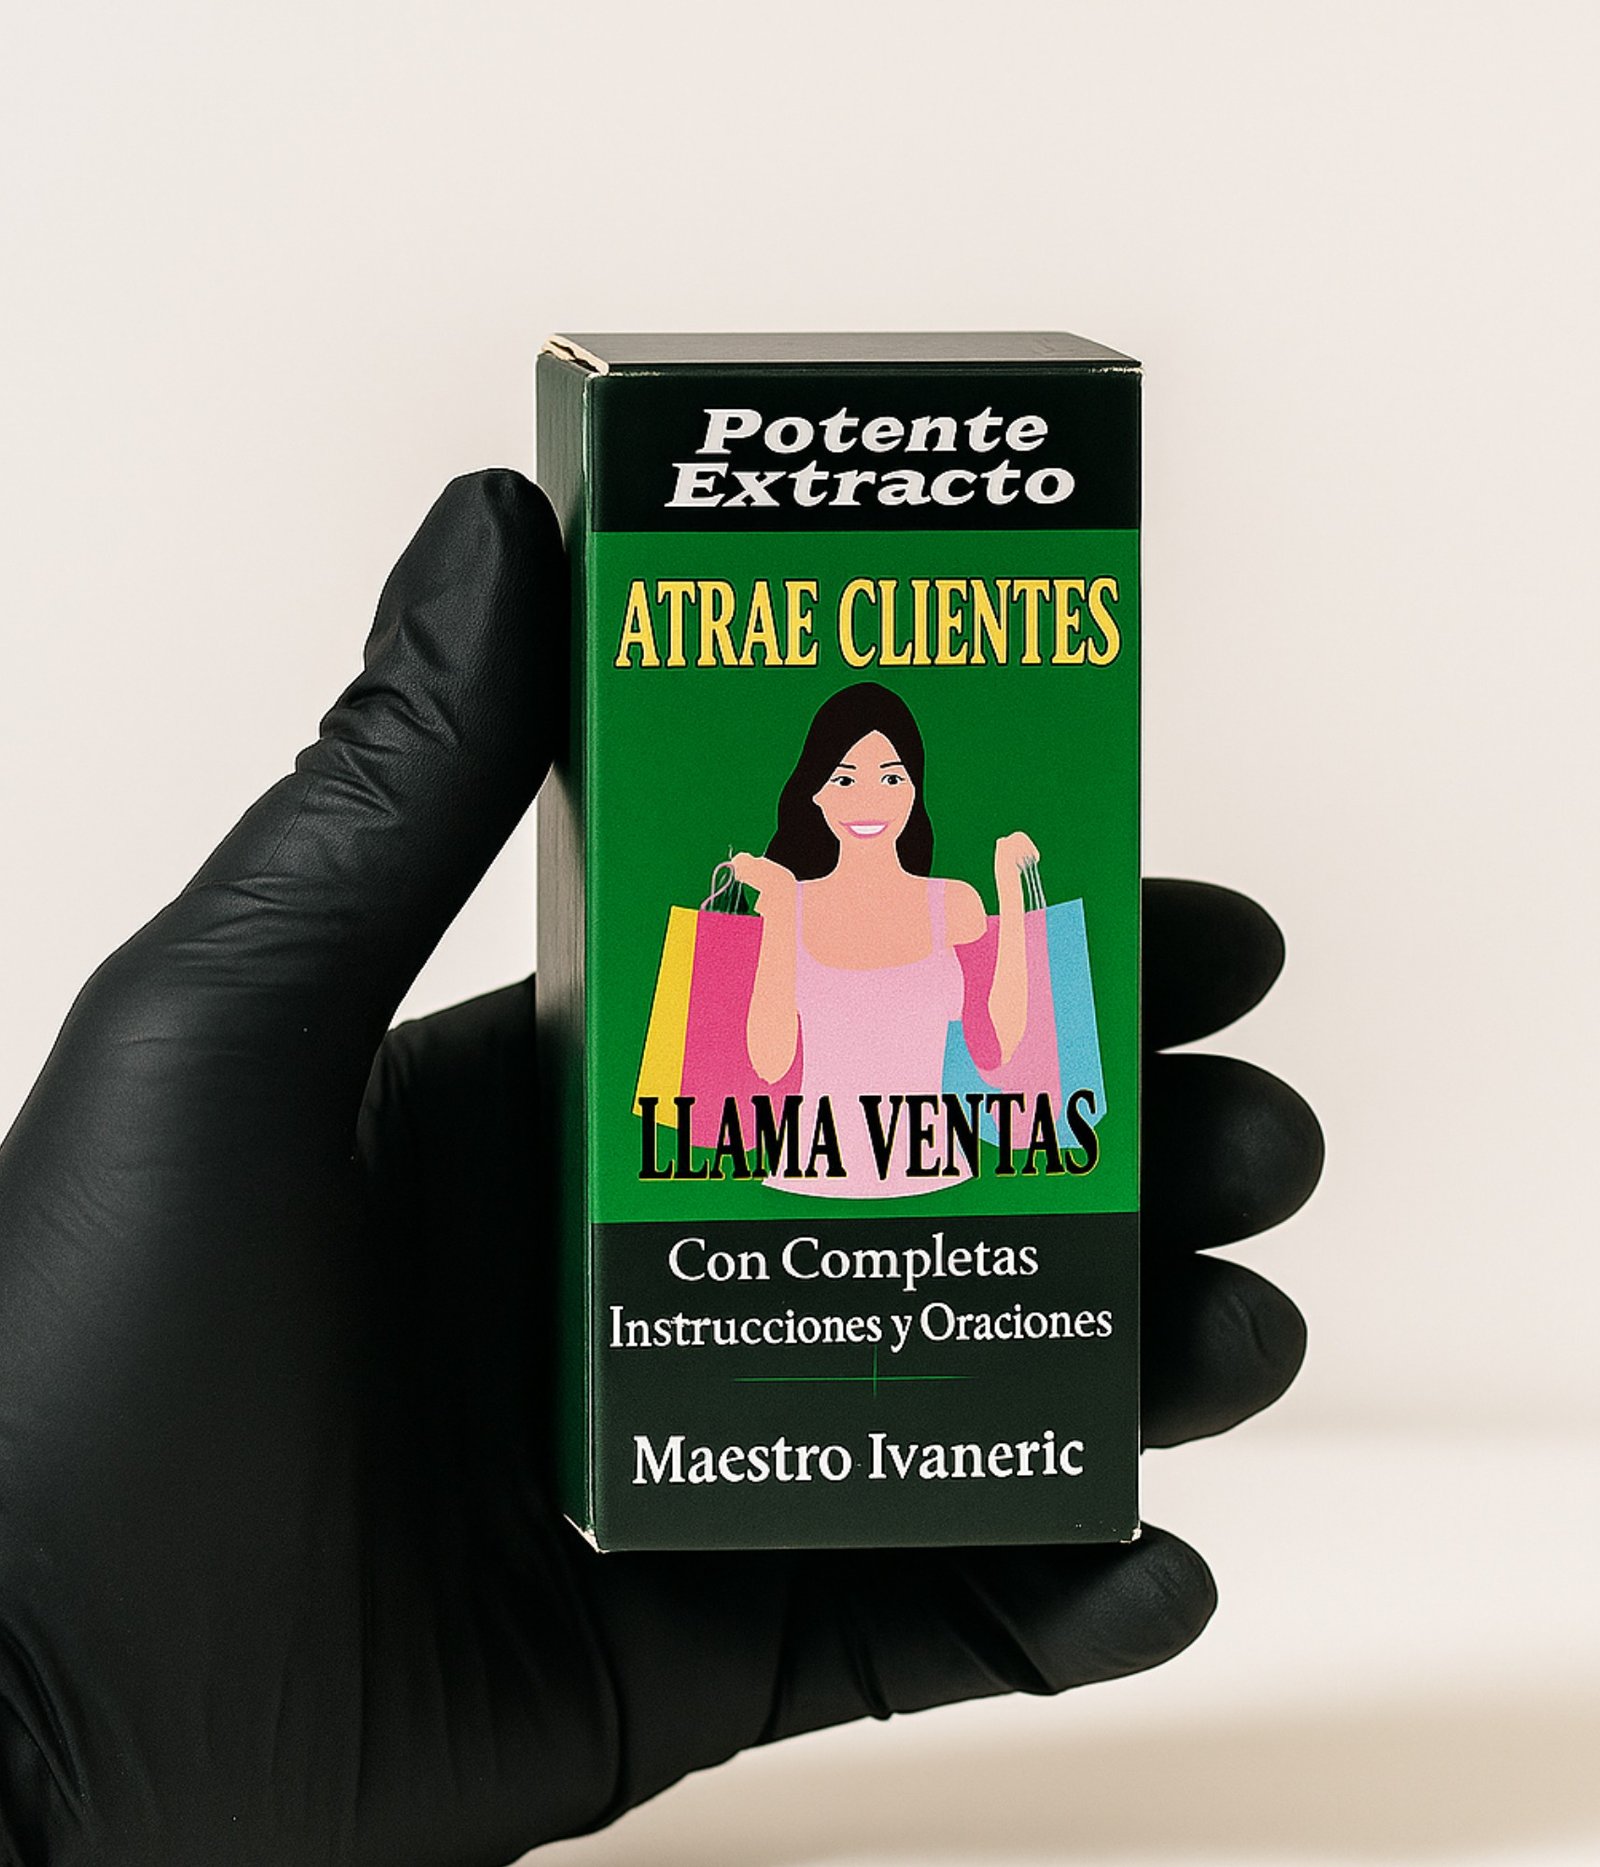 Potente
Extracto
ATRAE CLIENTES
LLAMA VENTAS
Con Completas
Instrucciones y Oraciones
Maestro Ivaneric